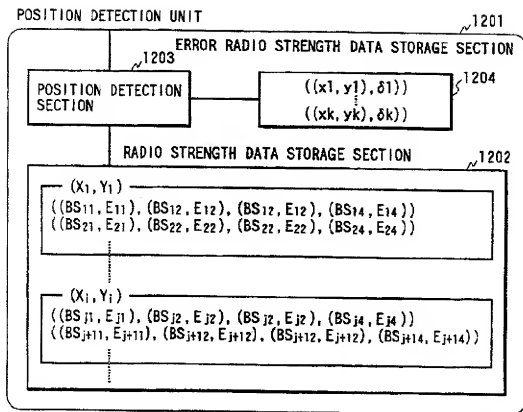 POSITION DETECTION UNIT
1201
ERROR RADIO STRENGTH DATA STORAGE SECTION
1203
POSITION DETECTION SECTION
1204
((x1, y1), δ1)
((xk, yk), δk)
RADIO STRENGTH DATA STORAGE SECTION
1202
(X1, Y1)
((BS11, E11), (BS12, E12), (BS12, E12), (BS14, E14))
((BS21, E21), (BS22, E22), (BS22, E22), (BS24, E24))
(Xi, Yi)
((BSj1, Ej1), (BSj2, Ej2), (BSj2, Ej2), (BSj4, Ej4))
((BSj+11, Ej+11), (BSj+12, Ej+12), (BSj+12, Ej+12), (BSj+14, Ej+14))